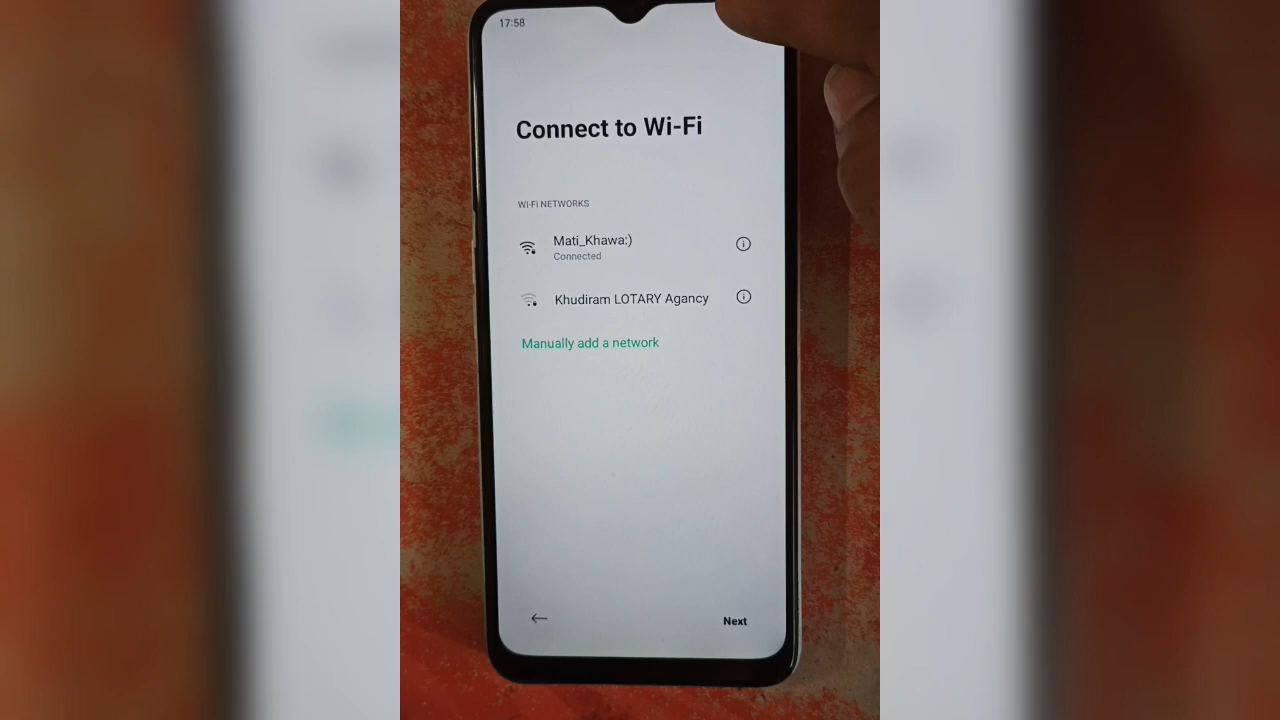 17:58
Connect to Wi-Fi
WI-FI NETWORKS
Mati_Khawa:)
Connected
Khudiram LOTARY Agancy
Manually add a network
Next